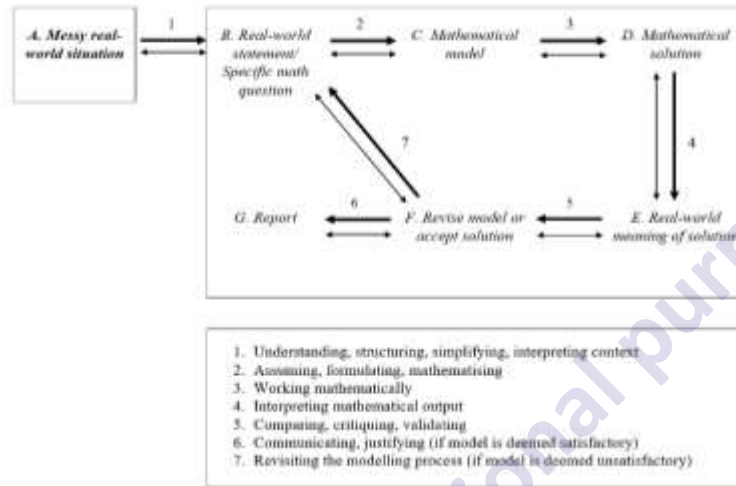 1
2
3
A. Messy real-
world situation
B. Real-world
statement/
Specific math
question
C. Mathematical
model
D. Mathematical
solution
7
4
6
5
G. Report
F. Revise model or
accept solution
E. Real-world
meaning of solution
1. Understanding, structuring, simplifying, interpreting context
2. Assuming, formulating, mathematising
3. Working mathematically
4. Interpreting mathematical output
5. Comparing, critiquing, validating
6. Communicating, justifying (if model is deemed satisfactory)
7. Revisiting the modelling process (if model is deemed unsatisfactory)